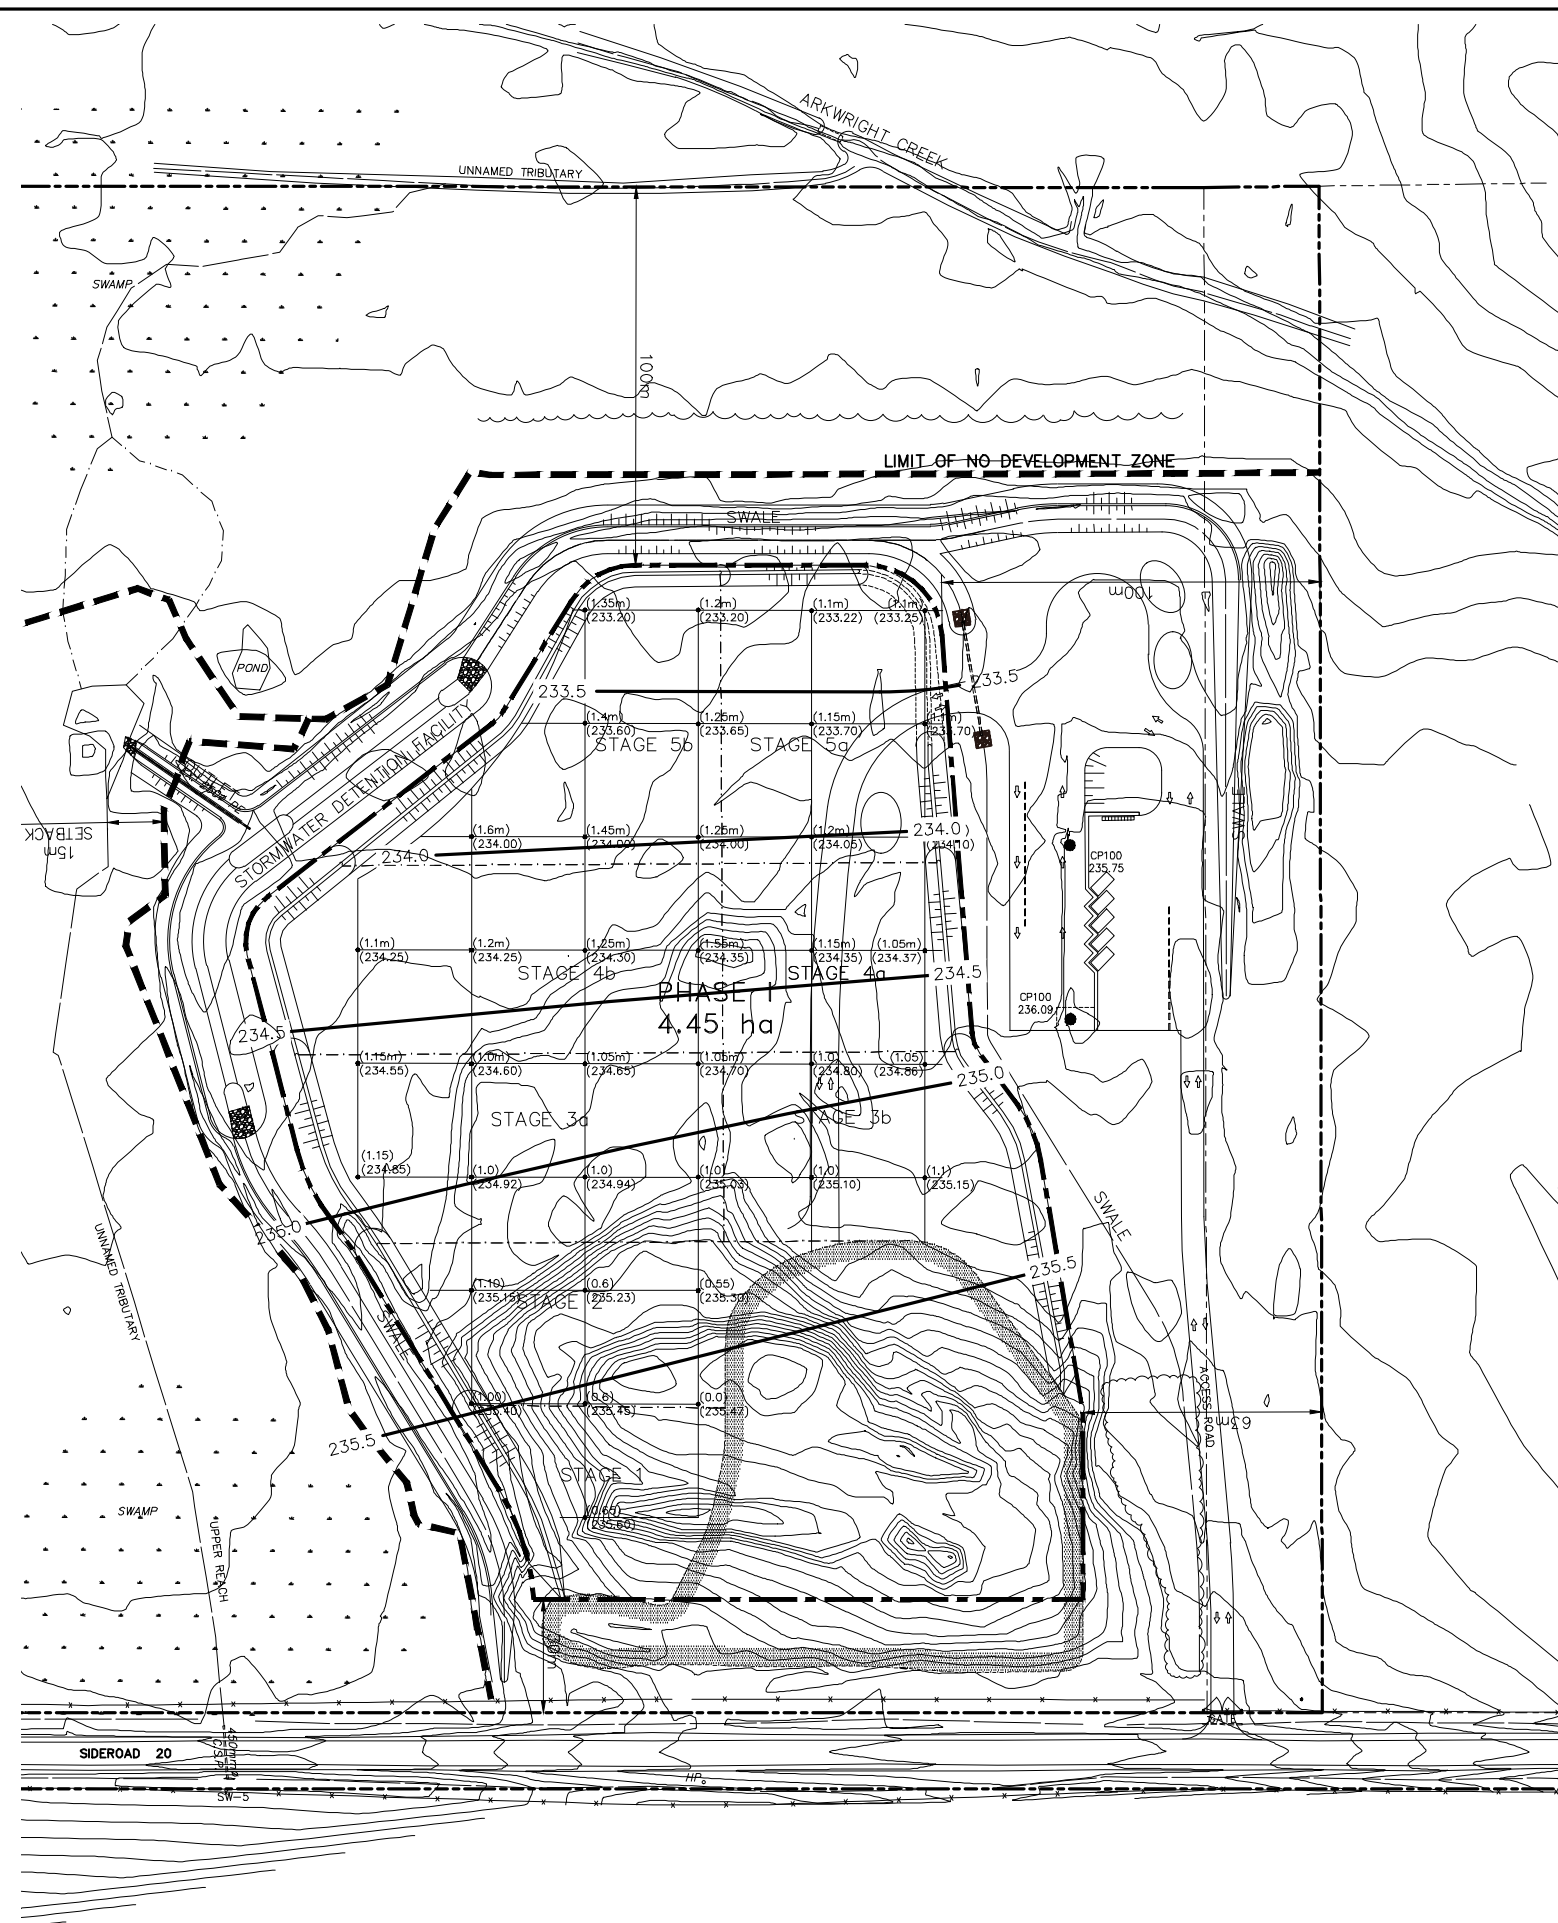 ARKWRIGHT CREEK
UNNAMED TRIBUTARY
SWAMP
100m
LIMIT OF NO DEVELOPMENT ZONE
SWALE
100m
(1.35m) (1.2m) (1.1m) (1.1m)
(233.20) (233.20) (233.22) (233.25)
POND
233.5 233.5
(1.4m) (1.25m) (1.15m)
(233.60) (233.65) (233.70)
STAGE 5b STAGE 5a
STORMWATER DETENTION FACILITY
SWALE
15m
SETBACK
(1.6m) (1.45m) (1.25m) (1.2m)
(234.00) (234.00) (234.00) (234.05) (234.10)
234.0 234.0
CP100
235.75
(1.1m) (1.2m) (1.25m) (1.55m) (1.15m) (1.05m)
(234.25) (234.25) (234.30) (234.35) (234.35) (234.37)
STAGE 4b STAGE 4a
234.5 234.5
PHASE 1
4.45 ha
CP100
236.09
(1.15m) (1.0m) (1.05m) (1.05m) (1.0) (1.05)
(234.55) (234.60) (234.65) (234.70) (234.80) (234.86)
235.0 235.0
STAGE 3a STAGE 3b
(1.15) (1.0) (1.0) (1.0) (1.0) (1.1)
(234.85) (234.92) (234.94) (235.03) (235.10) (235.15)
SWALE
UNNAMED TRIBUTARY
235.5 235.5
(1.10) (0.6) (0.55)
(235.15) (235.23) (235.30)
STAGE 2
SWALE
ACCESS ROAD
63m
(1.00) (0.6) (0.0)
(235.40) (235.45) (235.47)
STAGE 1
SWAMP
UPPER REACH
(0.65)
(235.60)
30m
GATE
SIDEROAD 20
450mmø
C.S.P.
HP
SW-5